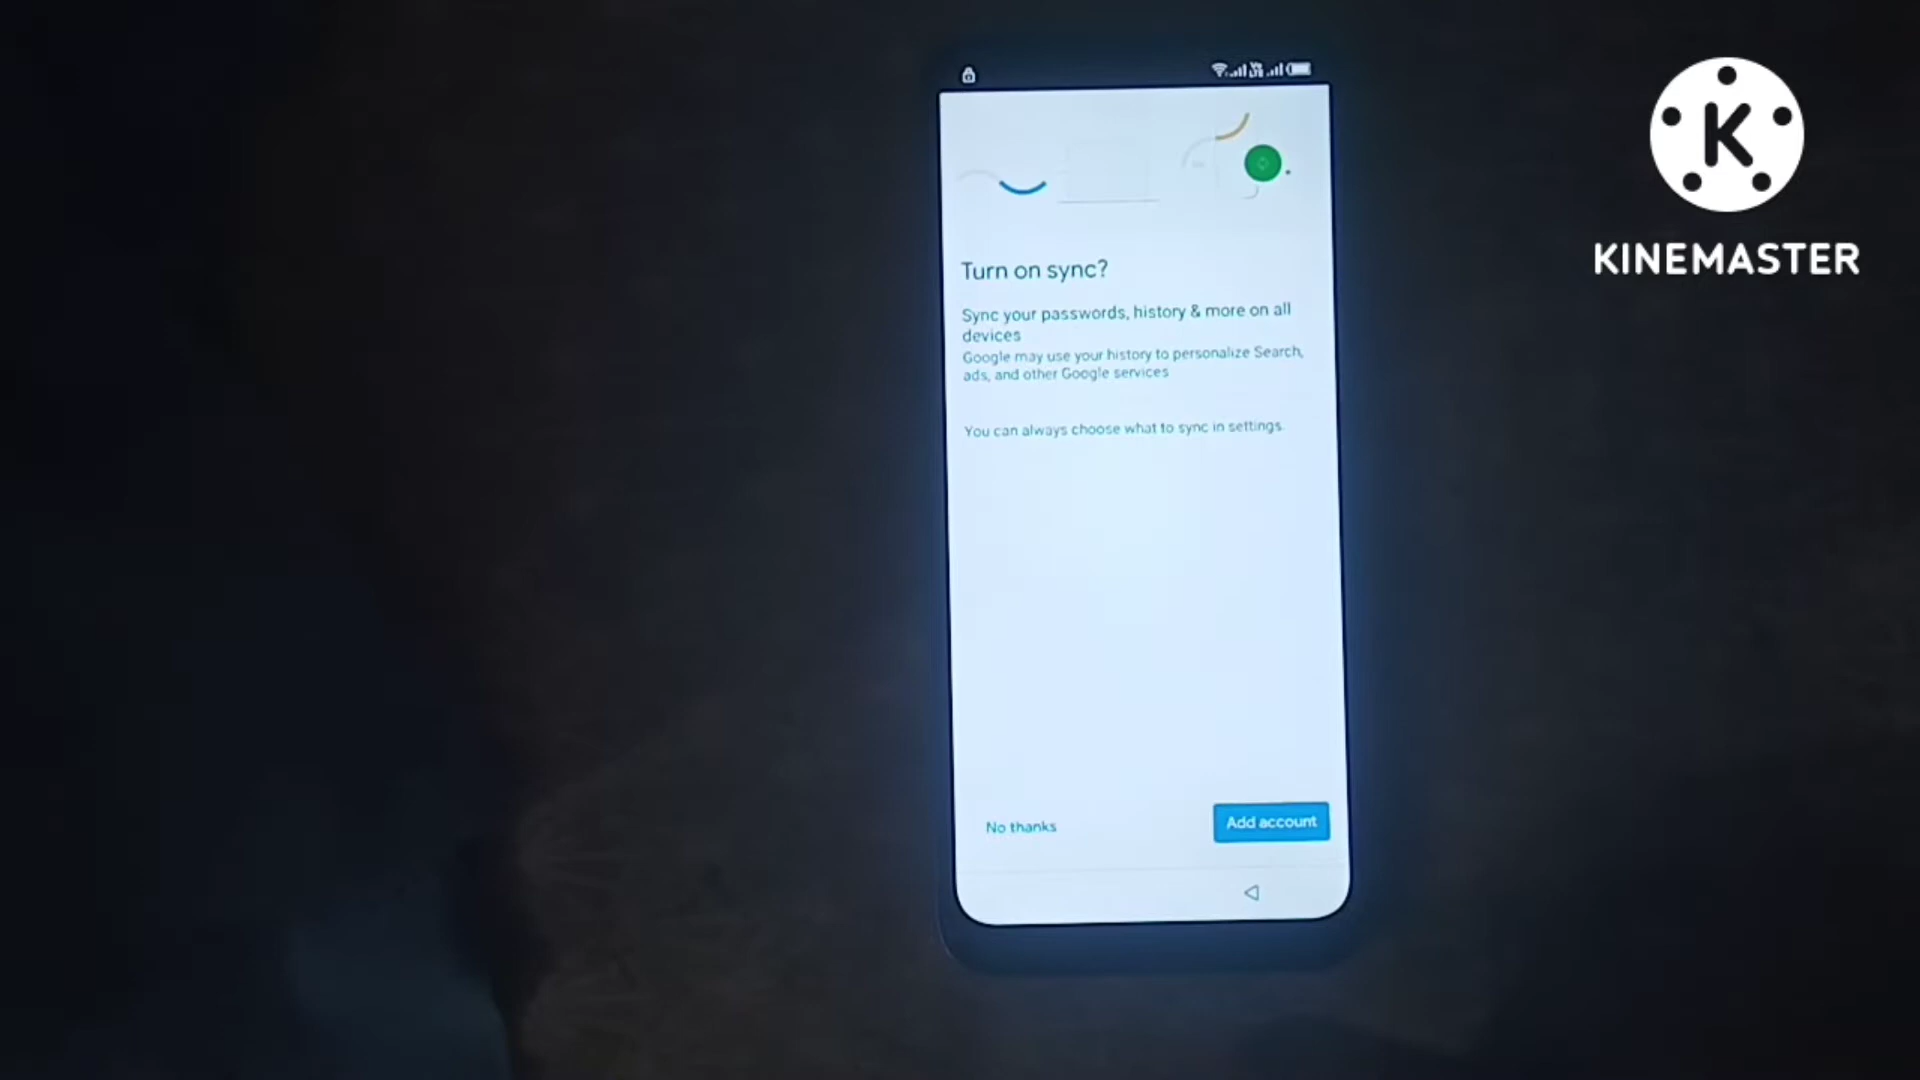 KINEMASTER
Turn on sync?
Sync your passwords, history & more on all
devices
Google may use your history to personalize Search,
ads, and other Google services
You can always choose what to sync in settings.
No thanks
Add account